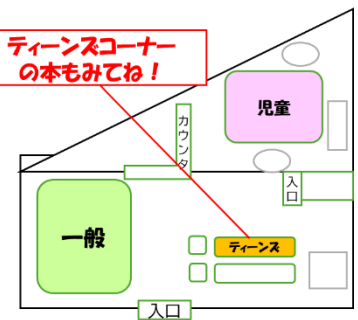 ティーンズコーナー
の本もみてね！
児童
カウンタ
入口
一般
ティーンズ
入口